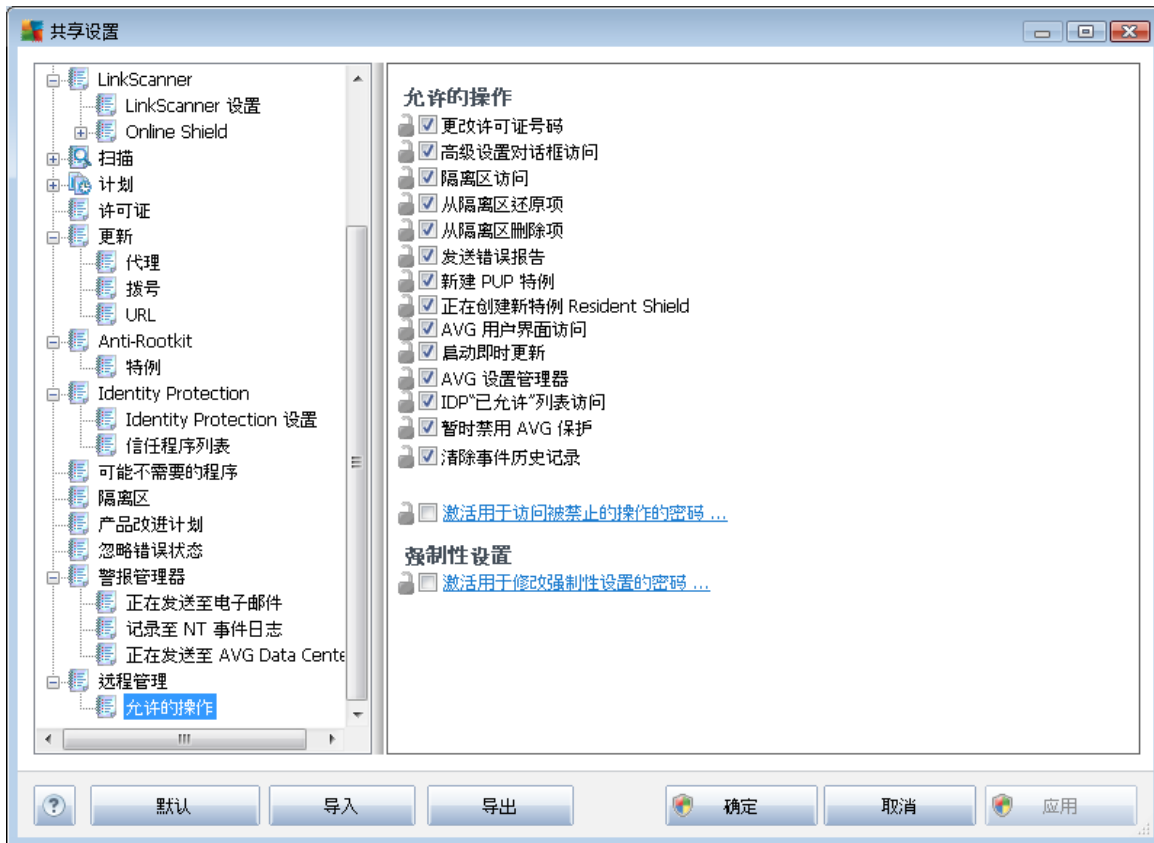 共享设置
LinkScanner
LinkScanner 设置
Online Shield
扫描
计划
许可证
更新
代理
拨号
URL
Anti-Rootkit
特例
Identity Protection
Identity Protection 设置
信任程序列表
可能不需要的程序
隔离区
产品改进计划
忽略错误状态
警报管理器
正在发送至电子邮件
记录至 NT 事件日志
正在发送至 AVG Data Cente
远程管理
允许的操作
允许的操作
更改许可证号码
高级设置对话框访问
隔离区访问
从隔离区还原项
从隔离区删除项
发送错误报告
新建 PUP 特例
正在创建新特例 Resident Shield
AVG 用户界面访问
启动即时更新
AVG 设置管理器
IDP“已允许”列表访问
暂时禁用 AVG 保护
清除事件历史记录
激活用于访问被禁止的操作的密码 ...
强制性设置
激活用于修改强制性设置的密码 ...
? 默认 导入 导出 确定 取消 应用